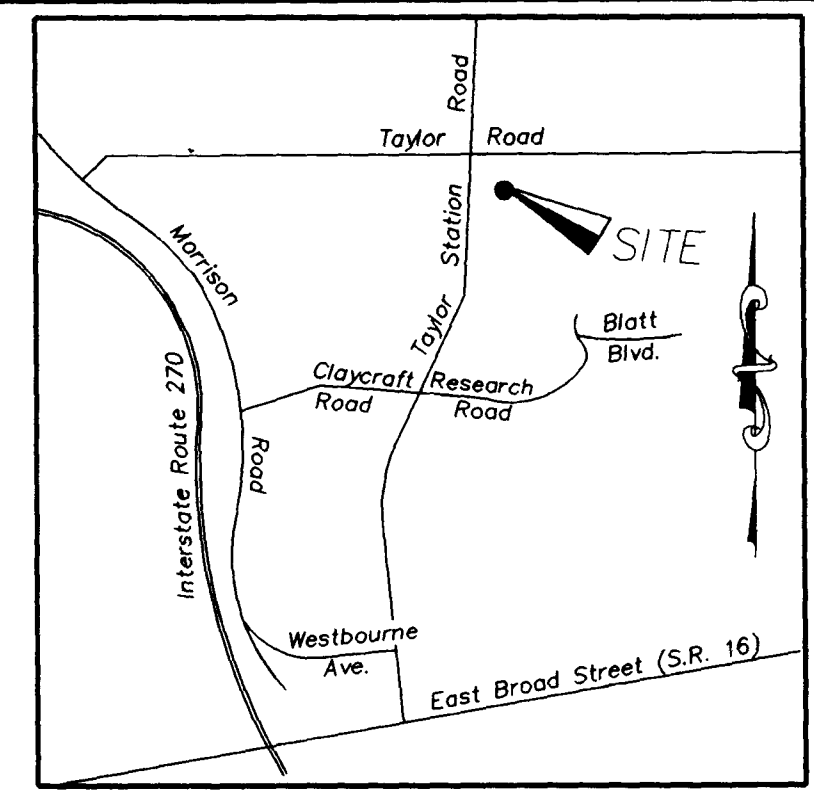 Road
Taylor Road
Station
SITE
Morrison
Taylor
Blatt
Blvd.
Claycraft Research
Road Road
Interstate Route 270
Road
Westbourne
Ave.
East Broad Street (S.R. 16)